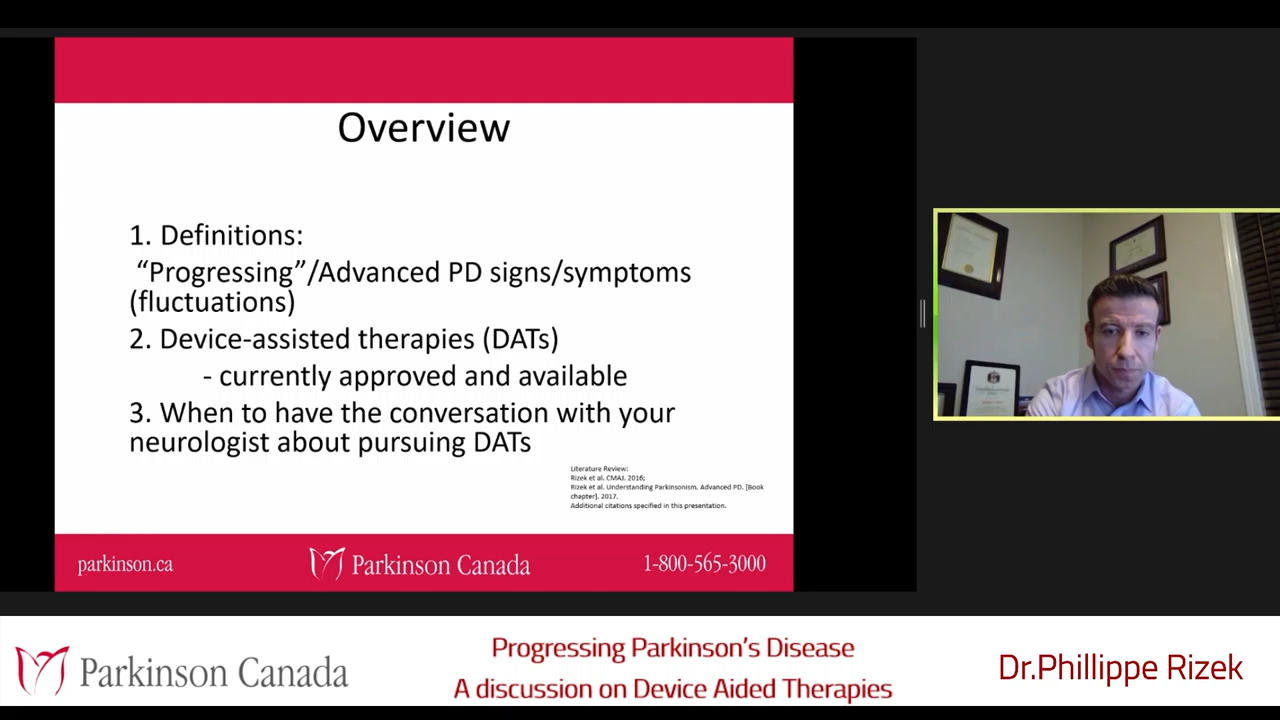 Overview
1. Definitions:
“Progressing”/Advanced PD signs/symptoms
(fluctuations)
2. Device-assisted therapies (DATs)
- currently approved and available
3. When to have the conversation with your
neurologist about pursuing DATs
Literature Review:
Rizek et al. CMAJ. 2016;
Rizek et al. Understanding Parkinsonism. Advanced PD. [Book
chapter]. 2017.
Additional citations specified in this presentation.
parkinson.ca
Parkinson Canada
1-800-565-3000
Parkinson Canada
Progressing Parkinson’s Disease
A discussion on Device Aided Therapies
Dr.Phillippe Rizek